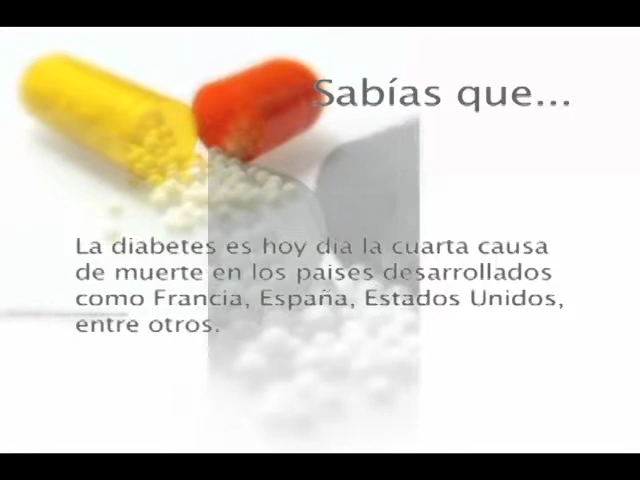 Sabías que...
La diabetes es hoy día la cuarta causa
de muerte en los paises desarrollados
como Francia, España, Estados Unidos,
entre otros.